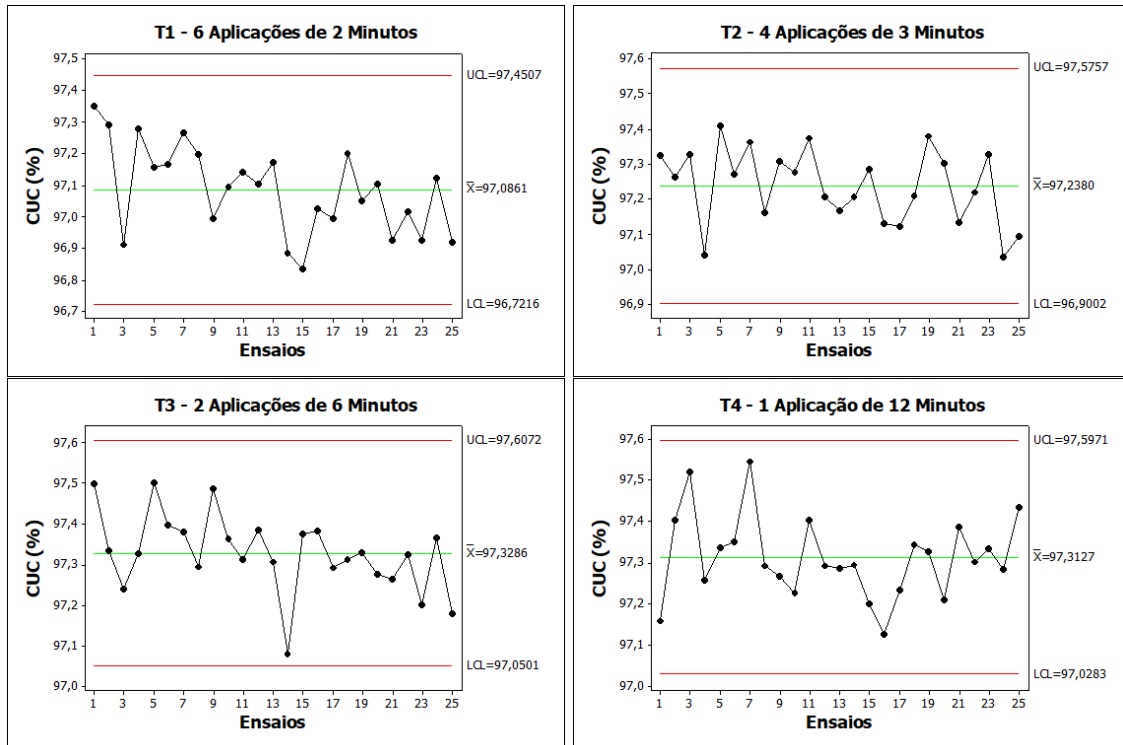 T1 - 6 Aplicações de 2 Minutos
97,5
97,4
97,3
97,2
97,1
97,0
96,9
96,8
96,7
CUC (%)
UCL=97,4507
X̄=97,0861
LCL=96,7216
1 3 5 7 9 11 13 15 17 19 21 23 25
Ensaios
T2 - 4 Aplicações de 3 Minutos
97,6
97,5
97,4
97,3
97,2
97,1
97,0
96,9
CUC (%)
UCL=97,5757
X̄=97,2380
LCL=96,9002
1 3 5 7 9 11 13 15 17 19 21 23 25
Ensaios
T3 - 2 Aplicações de 6 Minutos
97,6
97,5
97,4
97,3
97,2
97,1
97,0
CUC (%)
UCL=97,6072
X̄=97,3286
LCL=97,0501
1 3 5 7 9 11 13 15 17 19 21 23 25
Ensaios
T4 - 1 Aplicação de 12 Minutos
97,6
97,5
97,4
97,3
97,2
97,1
97,0
CUC (%)
UCL=97,5971
X̄=97,3127
LCL=97,0283
1 3 5 7 9 11 13 15 17 19 21 23 25
Ensaios